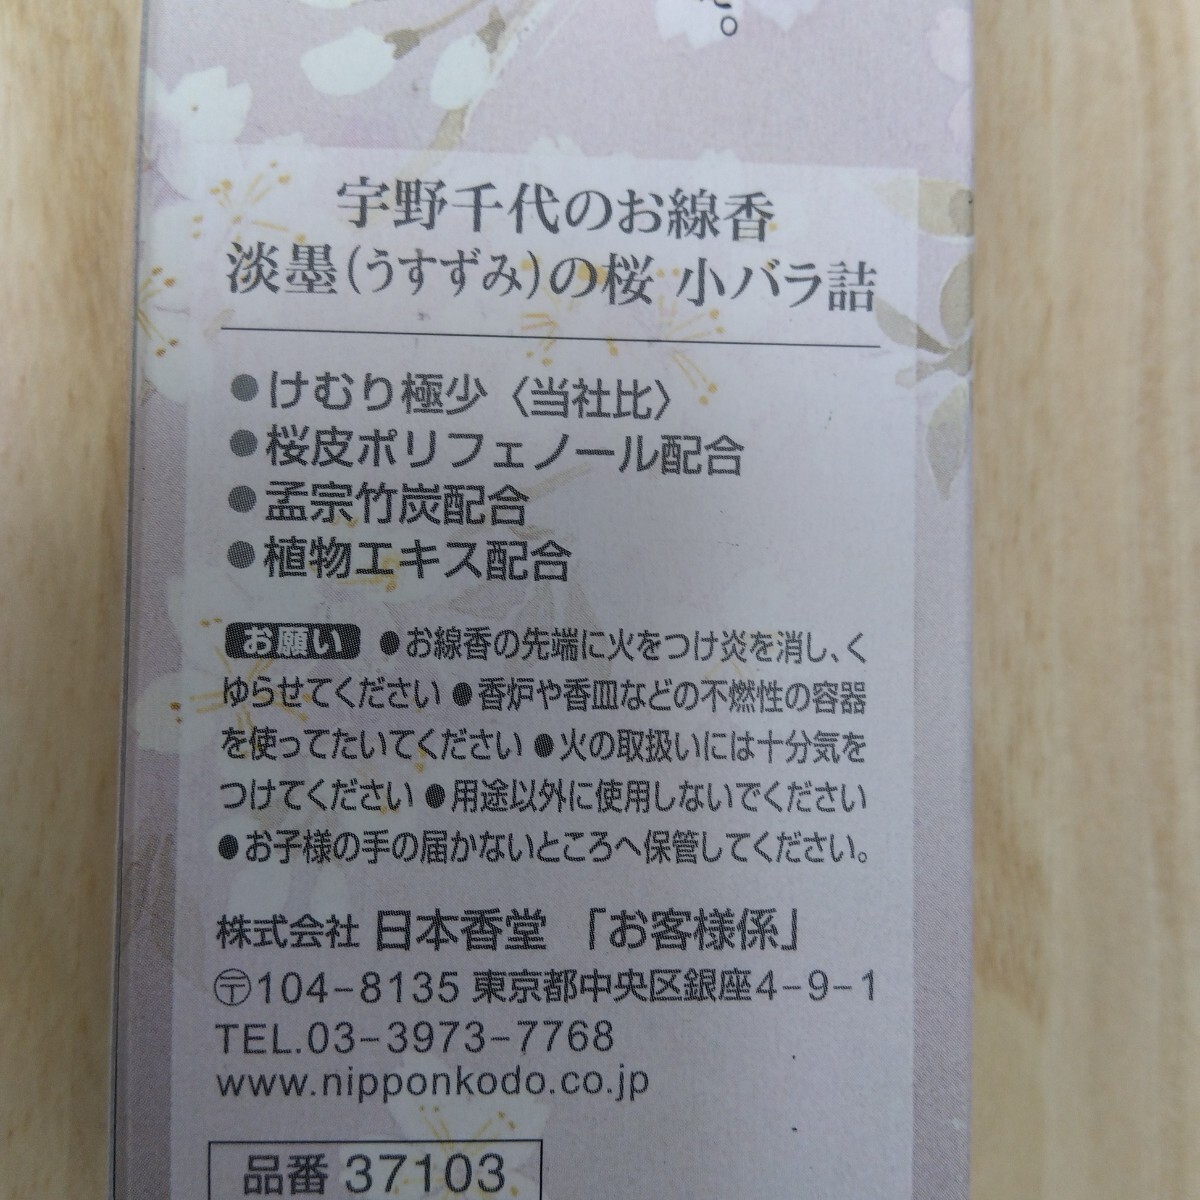 宇野千代のお線香
淡墨(うすずみ)の桜 小バラ詰
●けむり極少〈当社比〉
●桜皮ポリフェノール配合
●孟宗竹炭配合
●植物エキス配合
お願い ●お線香の先端に火をつけ炎を消し、く
ゆらせてください ●香炉や香皿などの不燃性の容器
を使ってたいてください ●火の取扱いには十分気を
つけてください ●用途以外に使用しないでください
●お子様の手の届かないところへ保管してください。
株式会社 日本香堂 「お客様係」
〒104-8135 東京都中央区銀座4-9-1
TEL.03-3973-7768
www.nipponkodo.co.jp
品番 37103